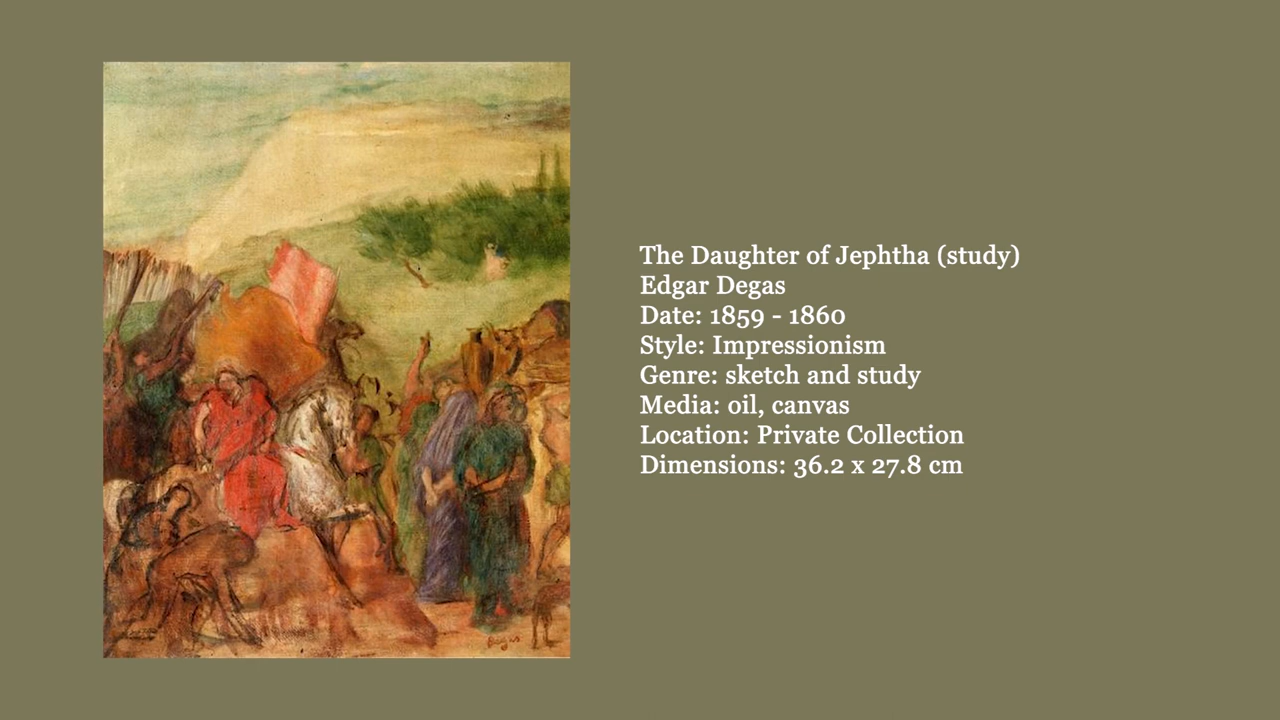 The Daughter of Jephtha (study)
Edgar Degas
Date: 1859 - 1860
Style: Impressionism
Genre: sketch and study
Media: oil, canvas
Location: Private Collection
Dimensions: 36.2 x 27.8 cm
Degas